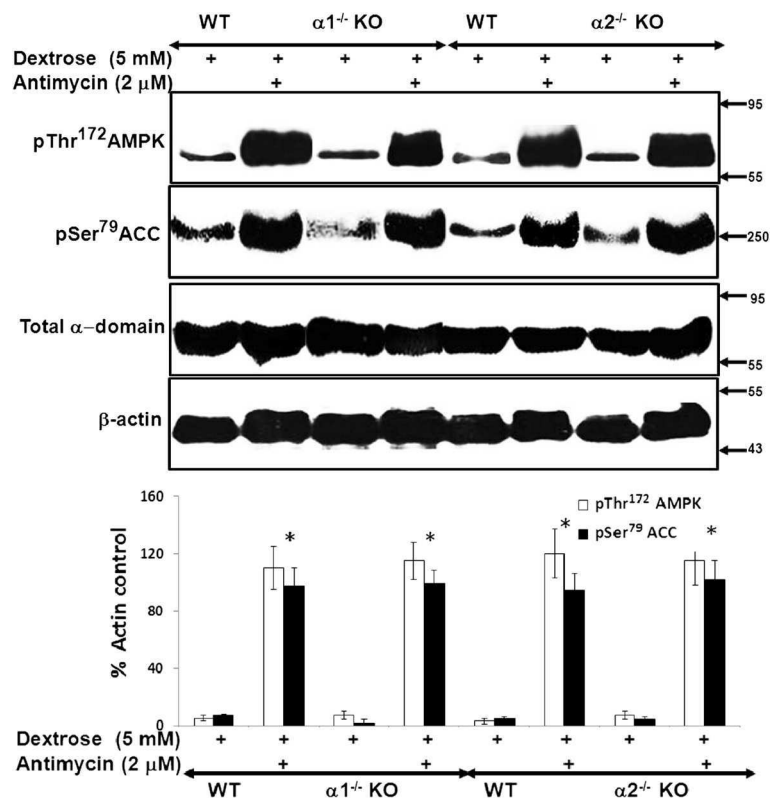 WT α1-/- KO WT α2-/- KO
Dextrose (5 mM) + + + + + + + +
Antimycin (2 μM) + + + +
95
pThr172AMPK
55
pSer79ACC
250
95
Total α-domain
55
55
β-actin
43
160
□ pThr172 AMPK
■ pSer79 ACC
120
* * * *
80
% Actin control
40
0
Dextrose (5 mM) + + + + + + + +
Antimycin (2 μM) + + + +
WT α1-/- KO WT α2-/- KO